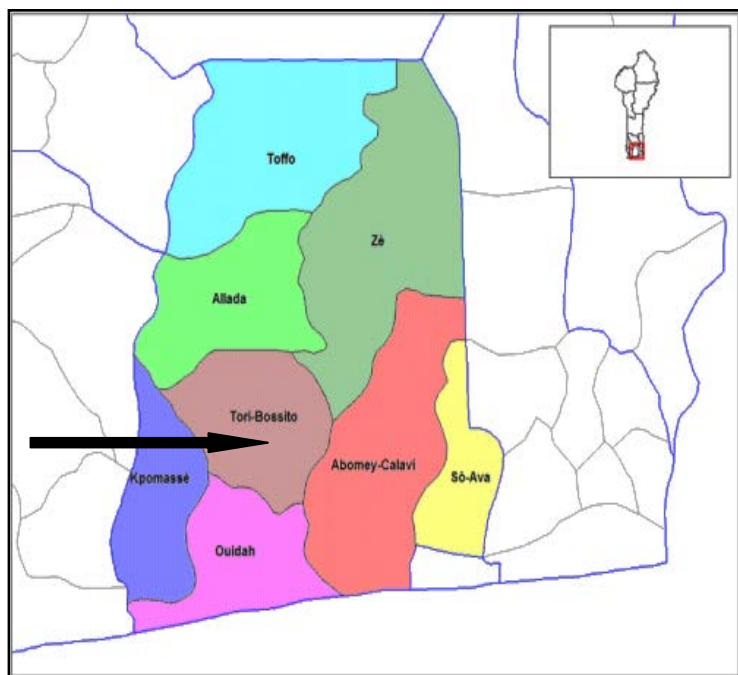 Toffo
Zè
Allada
Tori-Bossito
Abomey-Calavi
Kpomassè
Sô-Ava
Ouidah